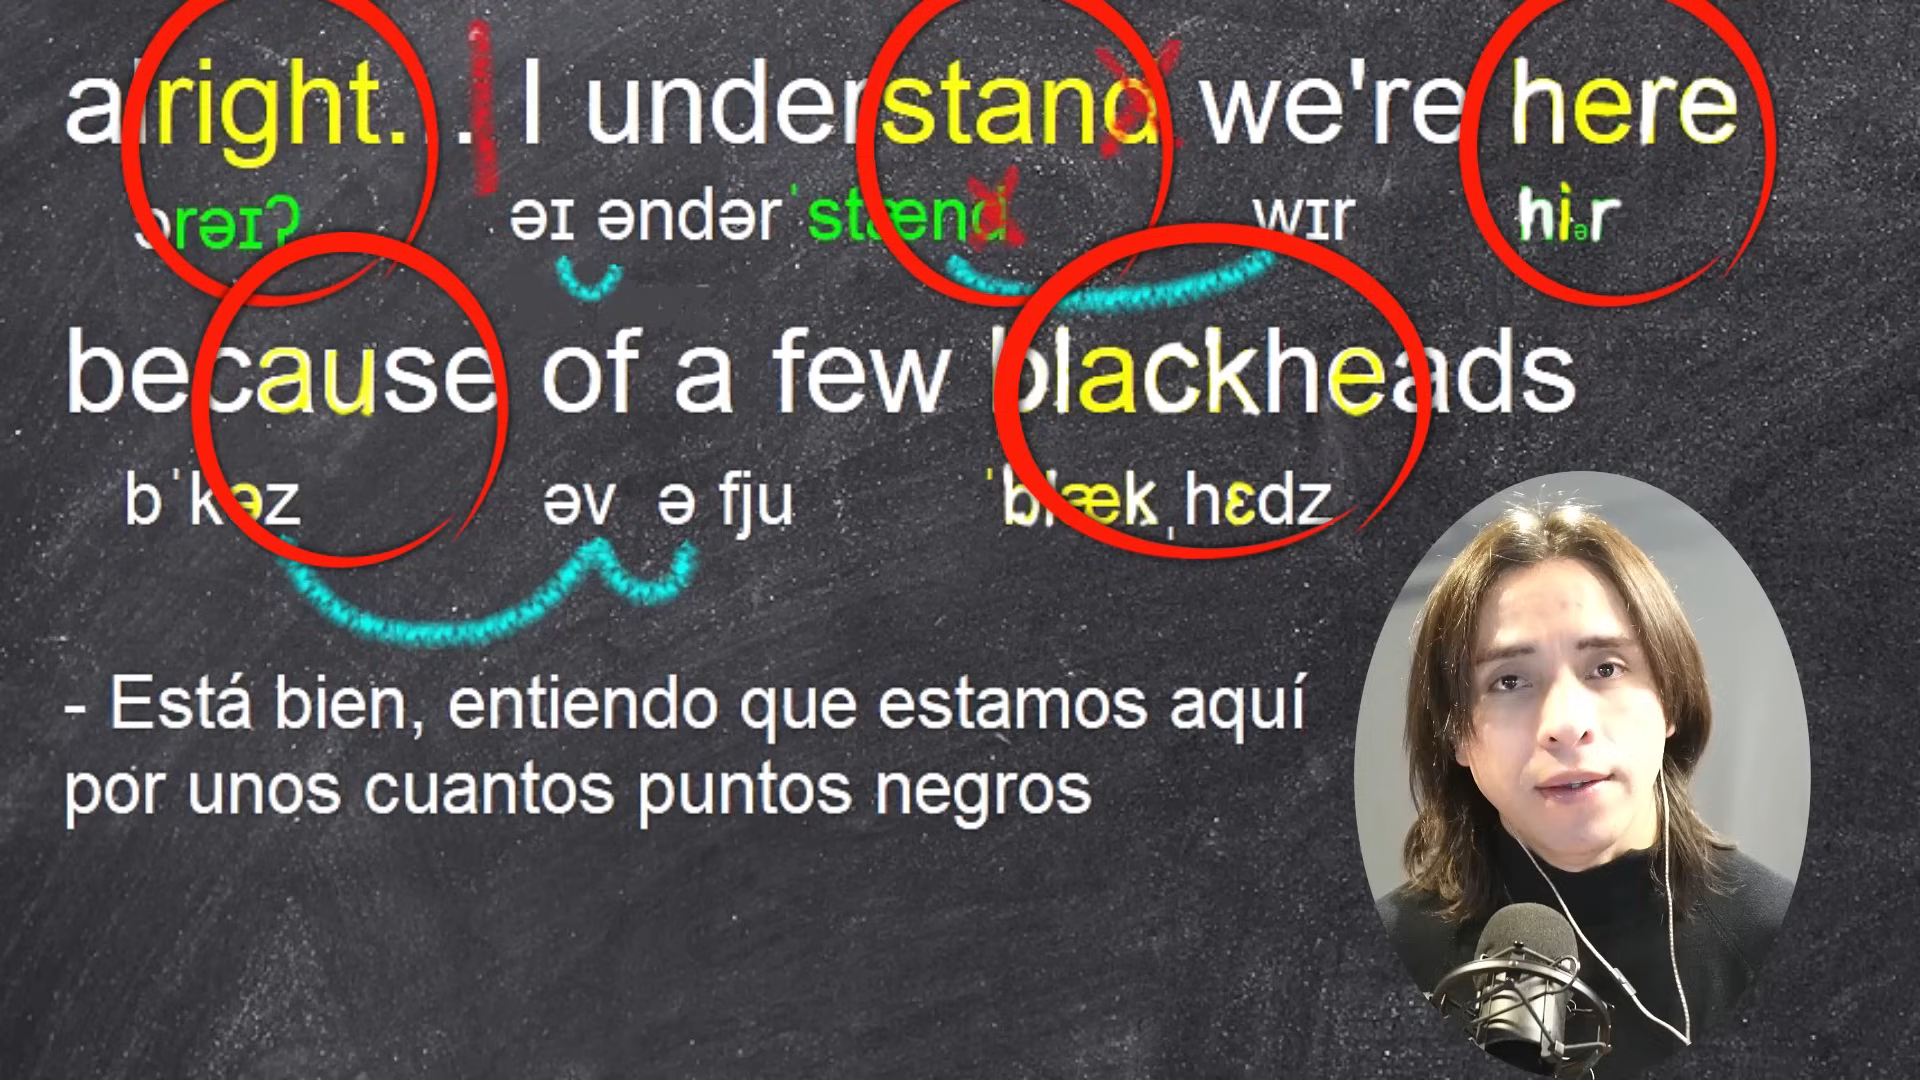 alright. . I understand we're here
ɔrəɪʔ əɪ əndərˈstænd wɪr hiₔr
because of a few blackheads
bˈkəz əv ə fju ˈblækˌhɛdz
- Está bien, entiendo que estamos aquí
por unos cuantos puntos negros